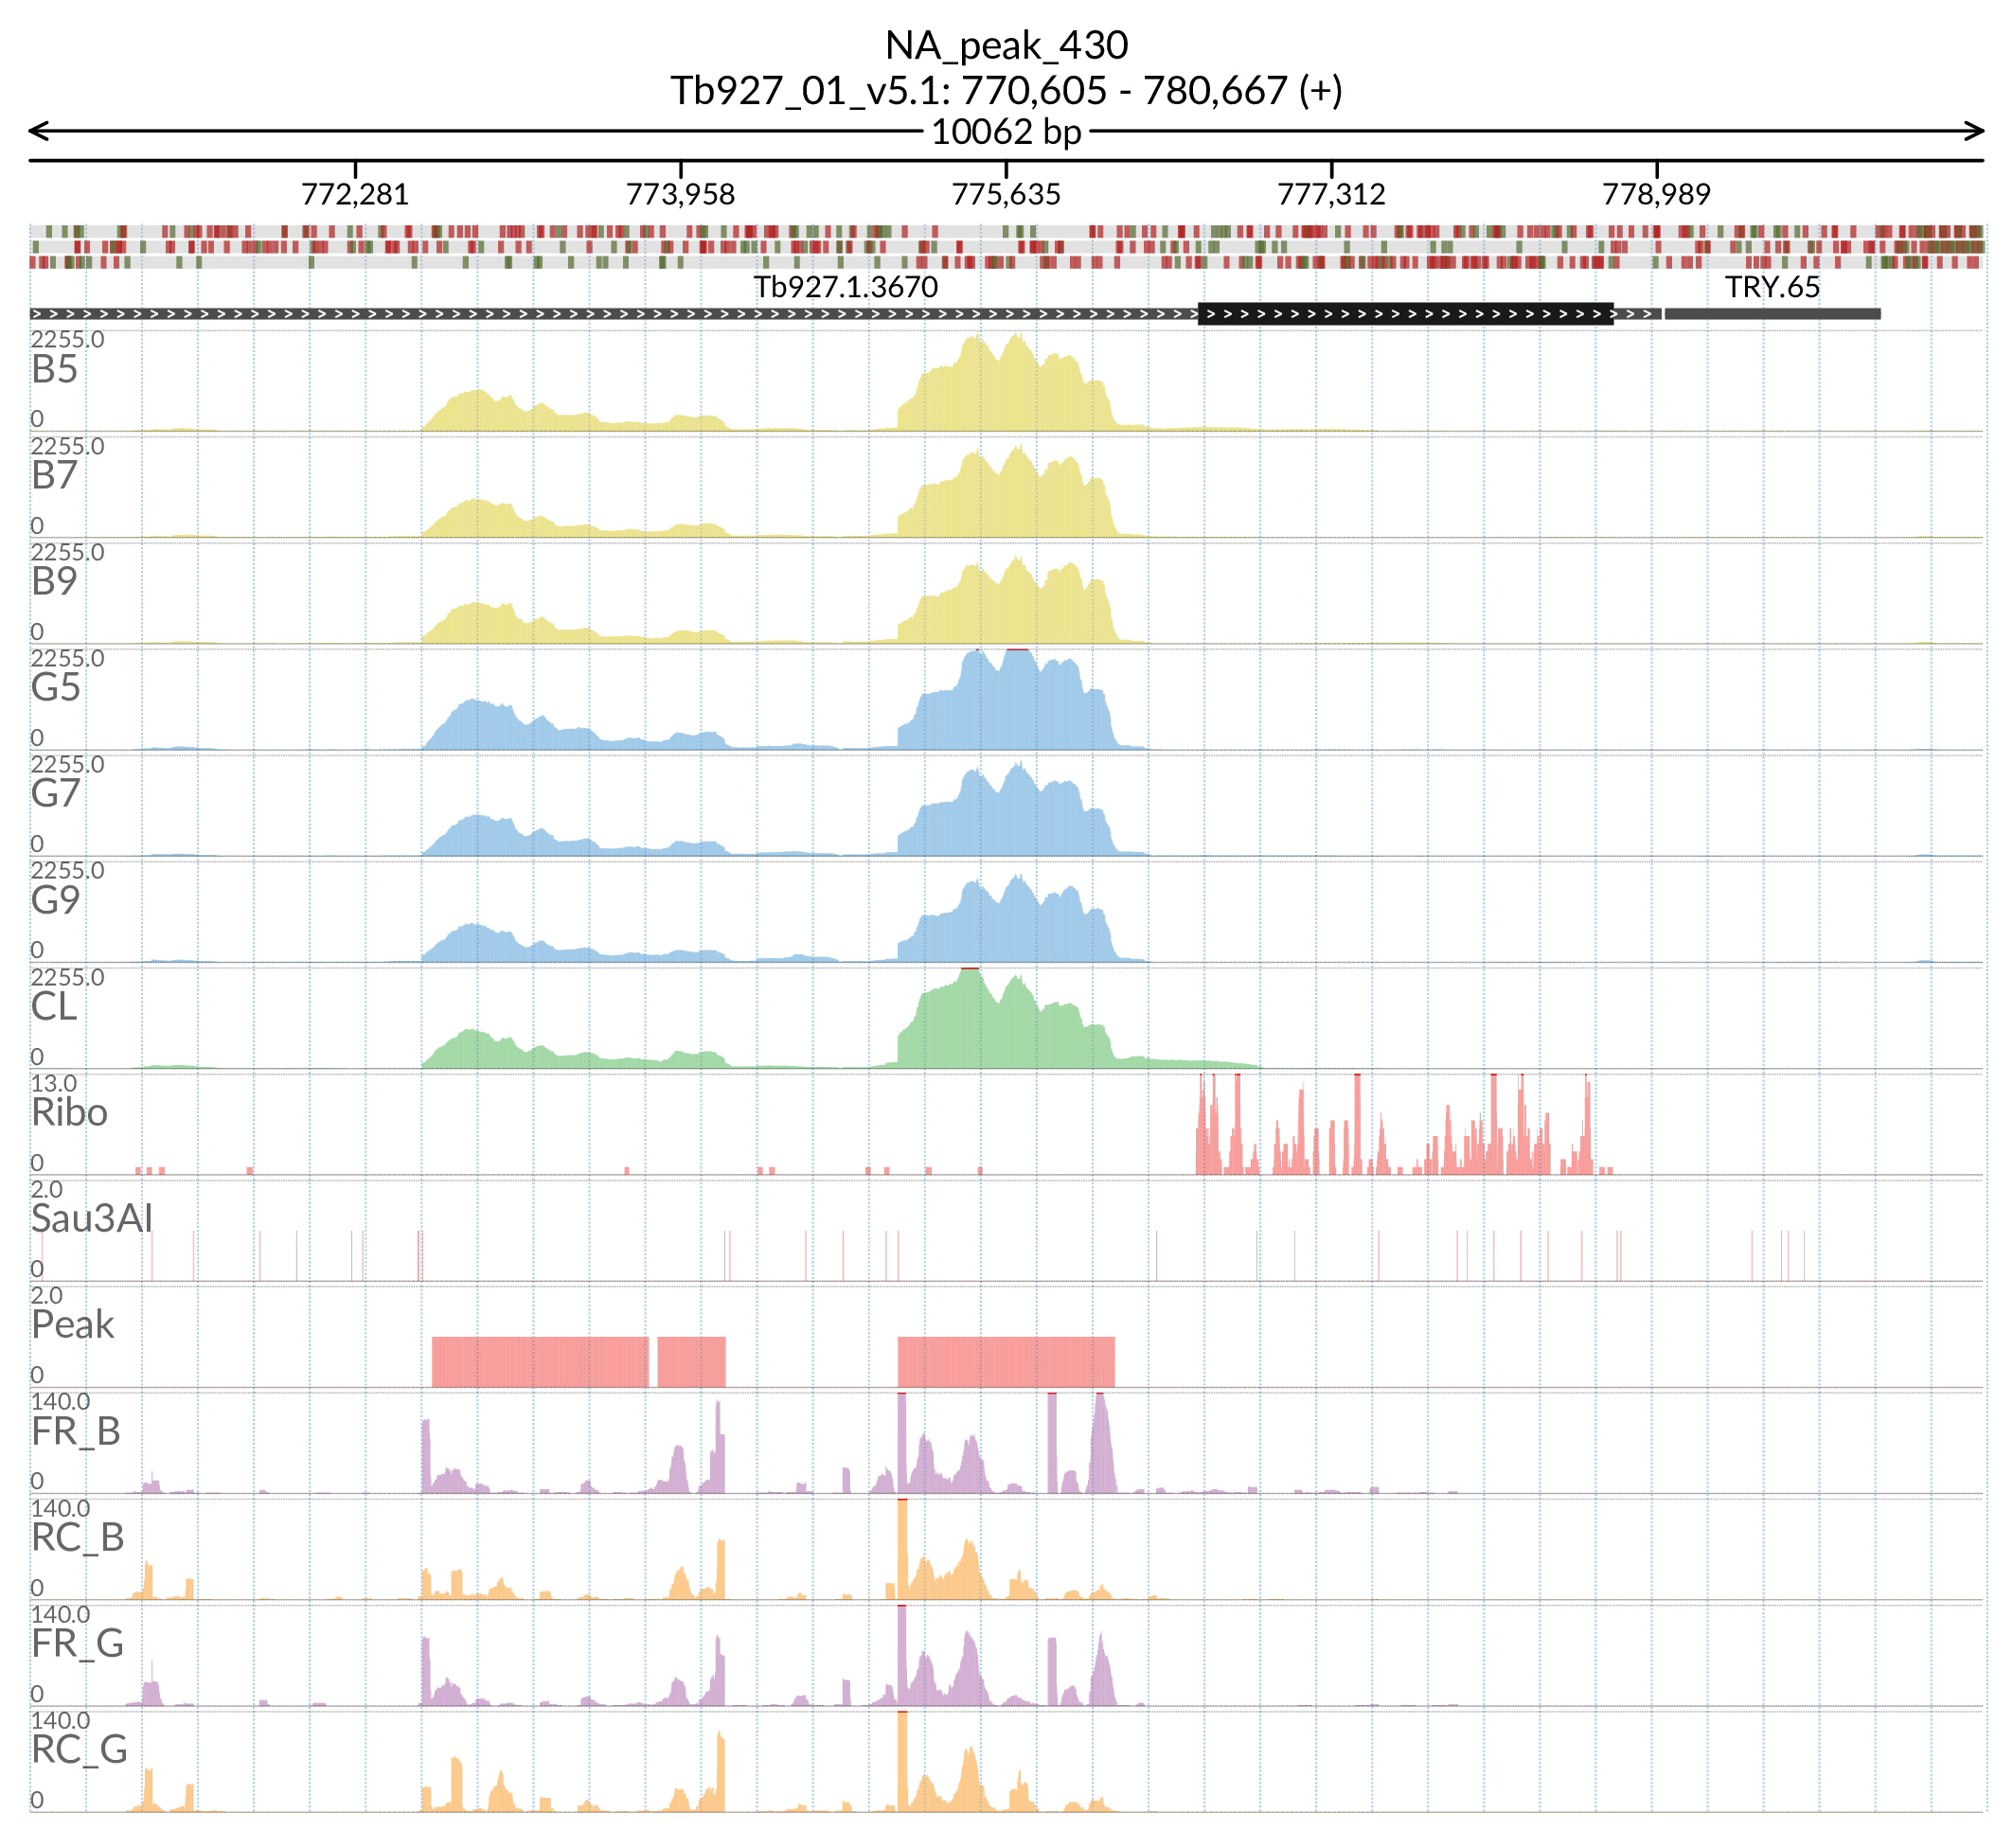 NA_peak_430
Tb927_01_v5.1: 770,605 - 780,667 (+)
10062 bp
772,281 773,958 775,635 777,312 778,989
Tb927.1.3670 TRY.65
2255.0
B5
0
2255.0
B7
0
2255.0
B9
0
2255.0
G5
0
2255.0
G7
0
2255.0
G9
0
2255.0
CL
0
13.0
Ribo
0
2.0
Sau3AI
0
2.0
Peak
0
140.0
FR_B
0
140.0
RC_B
0
140.0
FR_G
0
140.0
RC_G
0